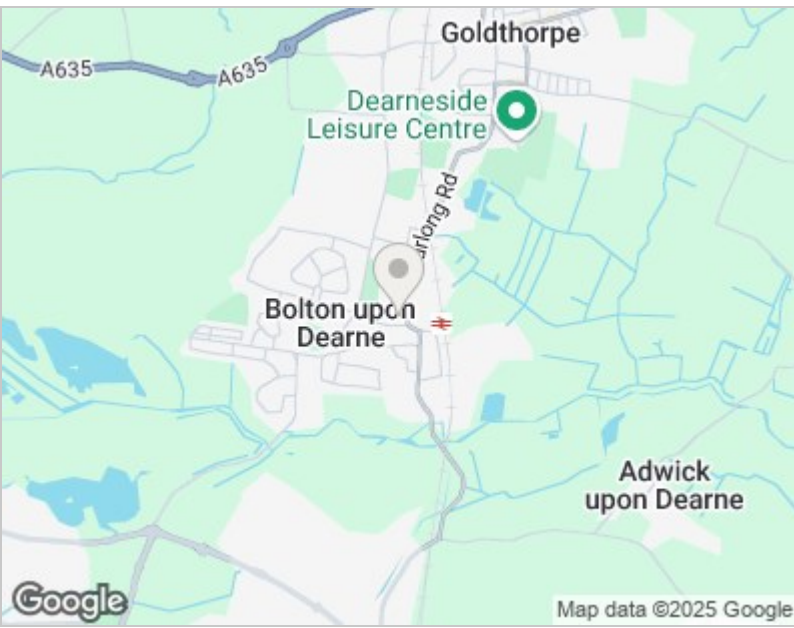 Goldthorpe
A635
A635
Dearneside
Leisure Centre
Bolton upon
Dearne
Adwick
upon Dearne
Google
Map data ©2025 Google